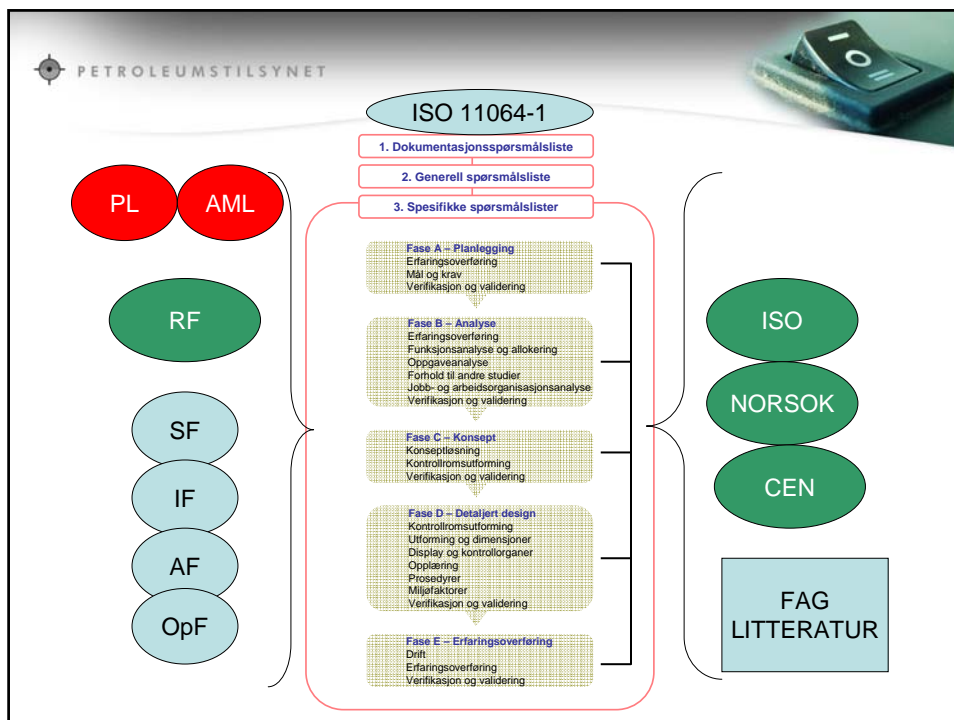 PETROLEUMSTILSYNET
ISO 11064-1
1. Dokumentasjonsspørsmålsliste
2. Generell spørsmålsliste
3. Spesifikke spørsmålslister
PL
AML
RF
SF
IF
AF
OpF
Fase A – Planlegging
Erfaringsoverføring
Mål og krav
Verifikasjon og validering
Fase B – Analyse
Erfaringsoverføring
Funksjonsanalyse og allokering
Oppgaveanalyse
Forhold til andre studier
Jobb- og arbeidsorganisasjonsanalyse
Verifikasjon og validering
Fase C – Konsept
Konseptløsning
Kontrollromsutforming
Verifikasjon og validering
Fase D – Detaljert design
Kontrollromsutforming
Utforming og dimensjoner
Display og kontrollorganer
Opplæring
Prosedyrer
Miljøfaktorer
Verifikasjon og validering
Fase E – Erfaringsoverføring
Drift
Erfaringsoverføring
Verifikasjon og validering
ISO
NORSOK
CEN
FAG
LITTERATUR